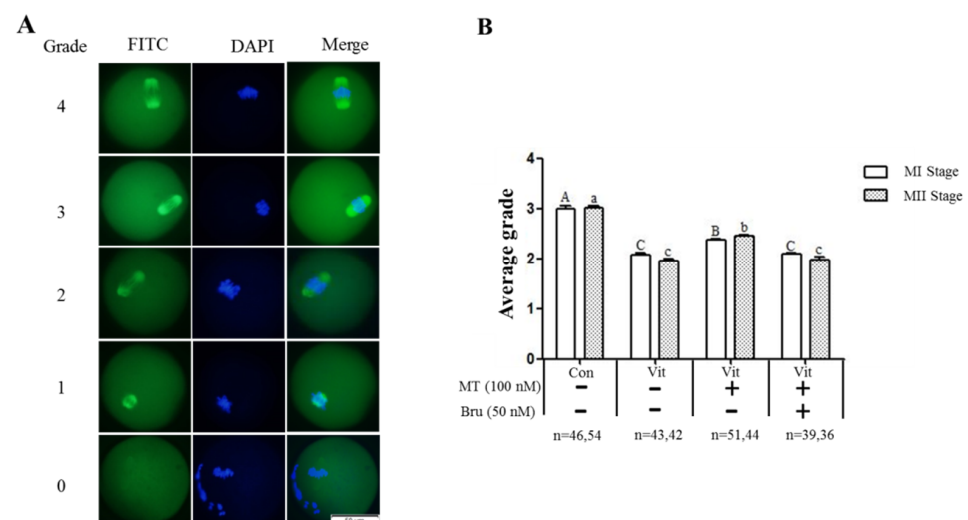 A
Grade FITC DAPI Merge
4
3
2
1
0
B
MI Stage
MII Stage
Average grade
4
3
2
1
0
A a C c B b C c
Con Vit Vit Vit
MT (100 nM) − − + +
Bru (50 nM) − − − +
n=46,54 n=43,42 n=51,44 n=39,36